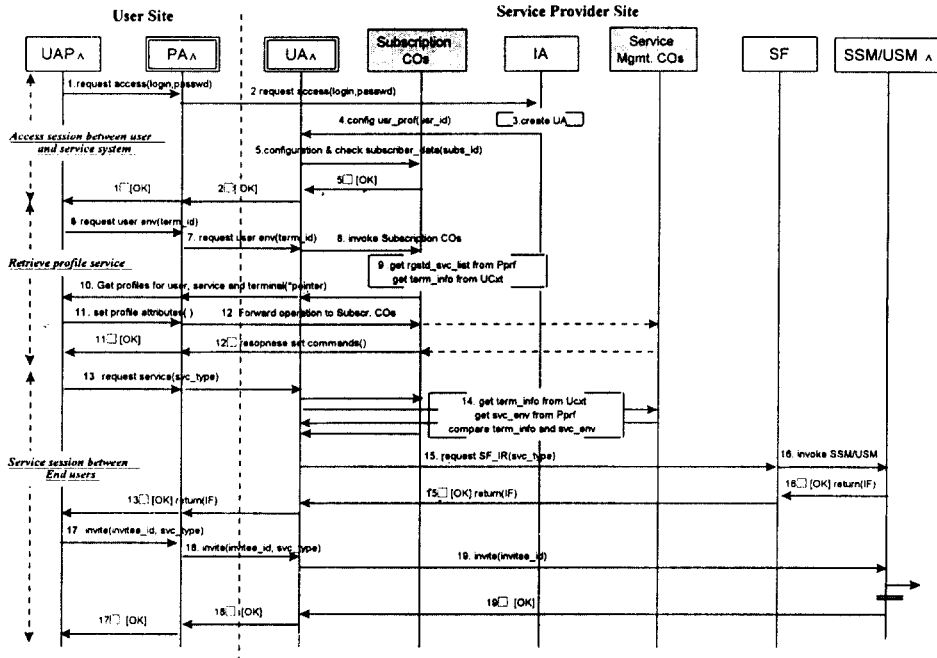 User Site
Service Provider Site
UAP ʌ
PAʌ
UAʌ
Subscription
COs
IA
Service
Mgmt. COs
SF
SSM/USM ʌ
1.request access(login,passwd)
2 request access(login,passwd)
4.config usr_prof(usr_id)
3.create UA
Access session between user
and service system
5.configuration & check subscriber_data(subs_id)
5 [OK]
1 [OK]
2 [OK]
6 request user env(term_id)
7. request user env(term_id)
8. invoke Subscription COs
Retrieve profile service
9. get rgstd_svc_list from Pprf
get term_info from UCxt
10. Get profiles for user, service and terminal(*pointer)
11. set profile attributes( )
12. Forward operation to Subscr. COs
11 [OK]
12 resopnese set commands()
13. request service(svc_type)
14. get term_info from Ucxt
get svc_env from Pprf
compare term_info and svc_env
Service session between
End users
15. request SF_IR(svc_type)
16. invoke SSM/USM
16 [OK] return(IF)
15 [OK] return(IF)
13 [OK] return(IF)
17. invite(invitee_id, svc_type)
18. invite(invitee_id, svc_type)
19. invite(invitee_id)
19 [OK]
18 [OK]
17 [OK]